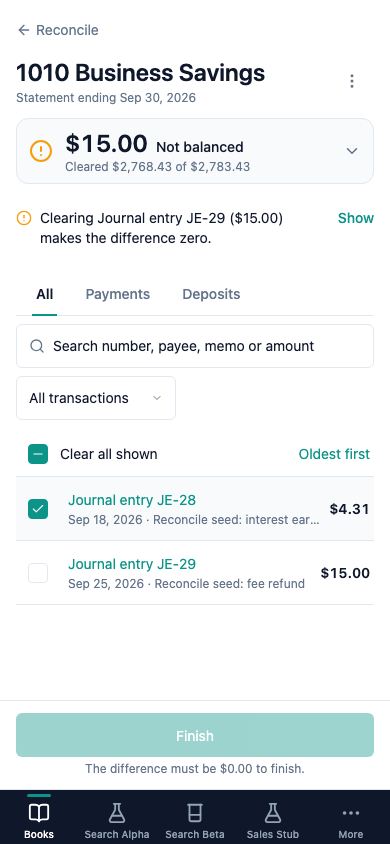 Reconcile
1010 Business Savings
Statement ending Sep 30, 2026
$15.00 Not balanced
Cleared $2,768.43 of $2,783.43
Clearing Journal entry JE-29 ($15.00)
makes the difference zero.
Show
All
Payments
Deposits
Search number, payee, memo or amount
All transactions
Clear all shown
Oldest first
Journal entry JE-28
Sep 18, 2026 · Reconcile seed: interest ear...
$4.31
Journal entry JE-29
Sep 25, 2026 · Reconcile seed: fee refund
$15.00
Finish
The difference must be $0.00 to finish.
Books
Search Alpha
Search Beta
Sales Stub
More